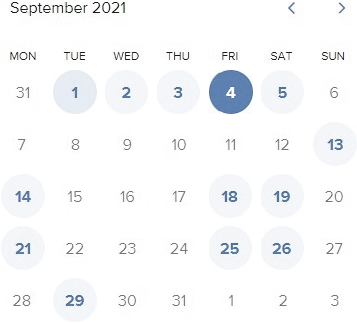 September 2021
MON TUE WED THU FRI SAT SUN
31 1 2 3 4 5 6
7 8 9 10 11 12 13
14 15 16 17 18 19 20
21 22 23 24 25 26 27
28 29 30 31 1 2 3